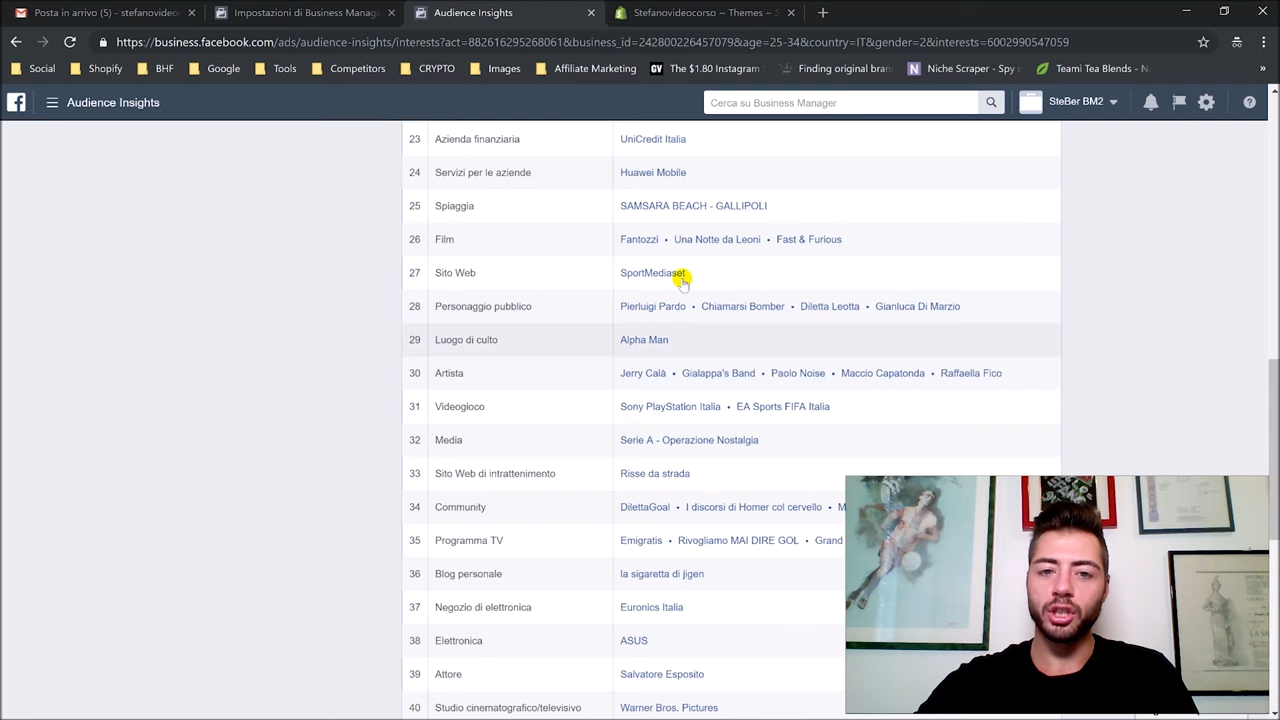 Posta in arrivo (5) - stefanovideo
Impostazioni di Business Manage
Audience Insights
Stefanovideocorso ~ Themes ~ S
https://business.facebook.com/ads/audience-insights/interests?act=882616295268061&business_id=242800226457079&age=25-34&country=IT&gender=2&interests=6002990547059
Social Shopify BHF Google Tools Competitors CRYPTO Images Affiliate Marketing The $1.80 Instagram Finding original bran Niche Scraper - Spy o Teami Tea Blends -
Audience Insights
Cerca su Business Manager
SteBer BM2
23 Azienda finanziaria UniCredit Italia
24 Servizi per le aziende Huawei Mobile
25 Spiaggia SAMSARA BEACH - GALLIPOLI
26 Film Fantozzi • Una Notte da Leoni • Fast & Furious
27 Sito Web SportMediaset
28 Personaggio pubblico Pierluigi Pardo • Chiamarsi Bomber • Diletta Leotta • Gianluca Di Marzio
29 Luogo di culto Alpha Man
30 Artista Jerry Calà • Gialappa's Band • Paolo Noise • Maccio Capatonda • Raffaella Fico
31 Videogioco Sony PlayStation Italia • EA Sports FIFA Italia
32 Media Serie A - Operazione Nostalgia
33 Sito Web di intrattenimento Risse da strada
34 Community DilettaGoal • I discorsi di Homer col cervello • M
35 Programma TV Emigratis • Rivogliamo MAI DIRE GOL • Grand
36 Blog personale la sigaretta di jigen
37 Negozio di elettronica Euronics Italia
38 Elettronica ASUS
39 Attore Salvatore Esposito
40 Studio cinematografico/televisivo Warner Bros. Pictures